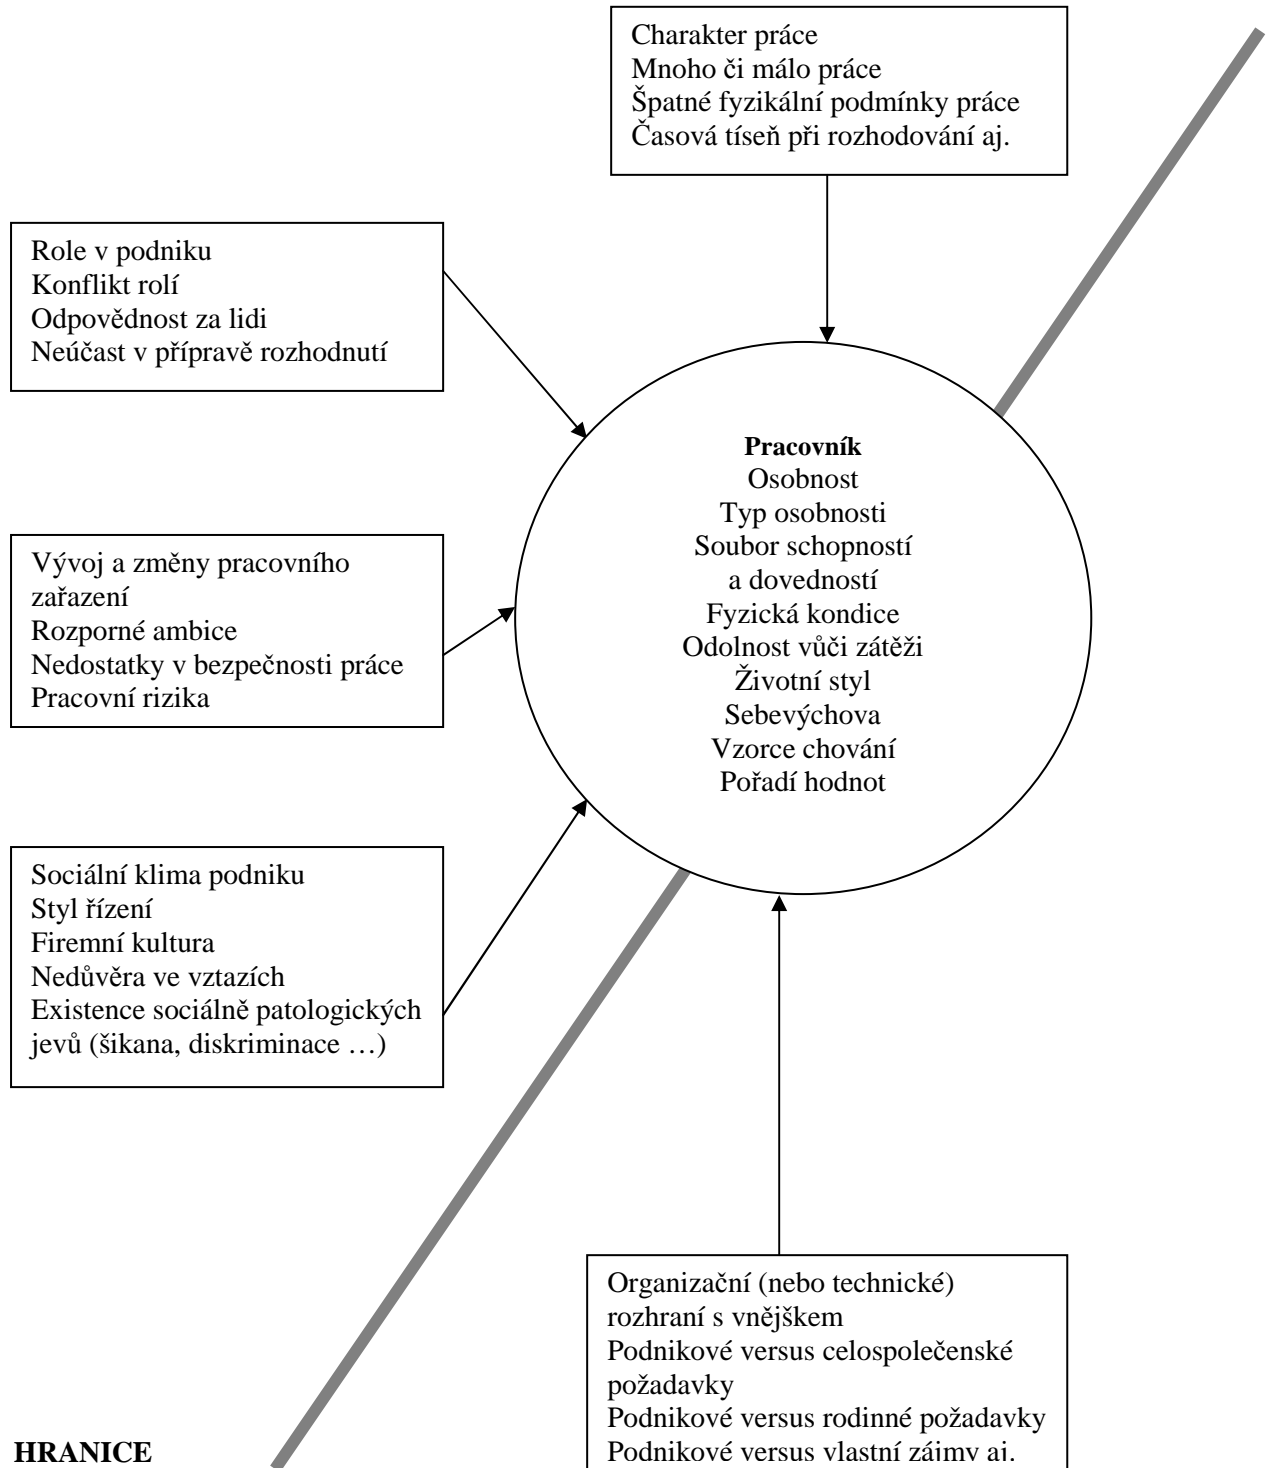 Charakter práce
Mnoho či málo práce
Špatné fyzikální podmínky práce
Časová tíseň při rozhodování aj.
Role v podniku
Konflikt rolí
Odpovědnost za lidi
Neúčast v přípravě rozhodnutí
Pracovník
Osobnost
Typ osobnosti
Soubor schopností
a dovedností
Fyzická kondice
Odolnost vůči zátěži
Životní styl
Sebevýchova
Vzorce chování
Pořadí hodnot
Vývoj a změny pracovního
zařazení
Rozporné ambice
Nedostatky v bezpečnosti práce
Pracovní rizika
Sociální klima podniku
Styl řízení
Firemní kultura
Nedůvěra ve vztazích
Existence sociálně patologických
jevů (šikana, diskriminace …)
Organizační (nebo technické)
rozhraní s vnějškem
Podnikové versus celospolečenské
požadavky
Podnikové versus rodinné požadavky
Podnikové versus vlastní zájmy aj.
HRANICE